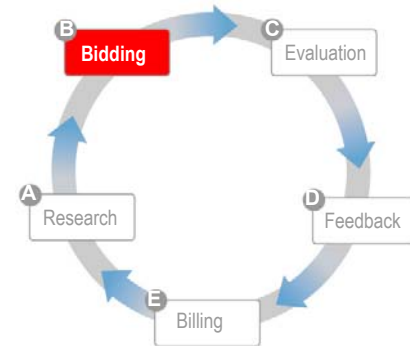 B
Bidding
C
Evaluation
A
Research
D
Feedback
E
Billing